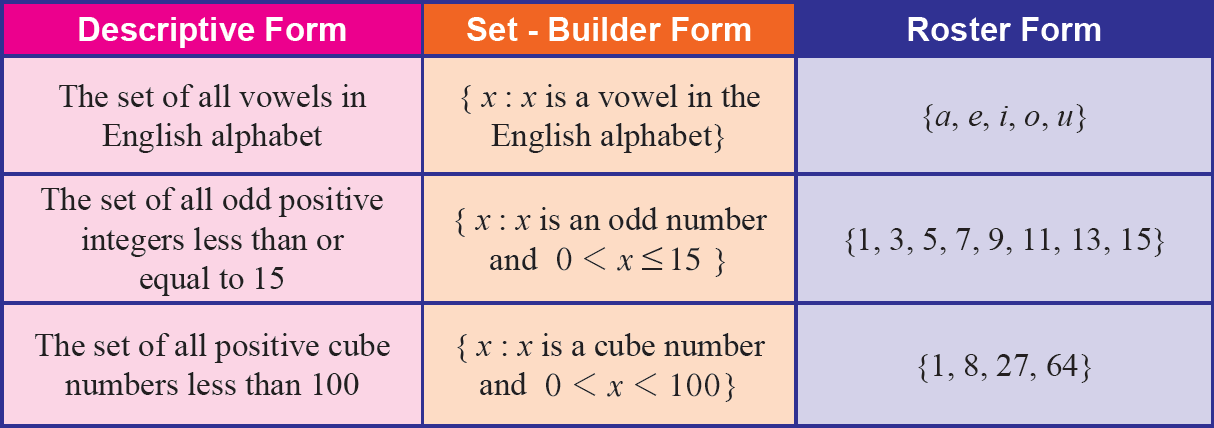 Descriptive Form
Set - Builder Form
Roster Form
The set of all vowels in
English alphabet
{ x : x is a vowel in the
English alphabet}
{a, e, i, o, u}
The set of all odd positive
integers less than or
equal to 15
{ x : x is an odd number
and 0 < x ≤ 15 }
{1, 3, 5, 7, 9, 11, 13, 15}
The set of all positive cube
numbers less than 100
{ x : x is a cube number
and 0 < x < 100}
{1, 8, 27, 64}